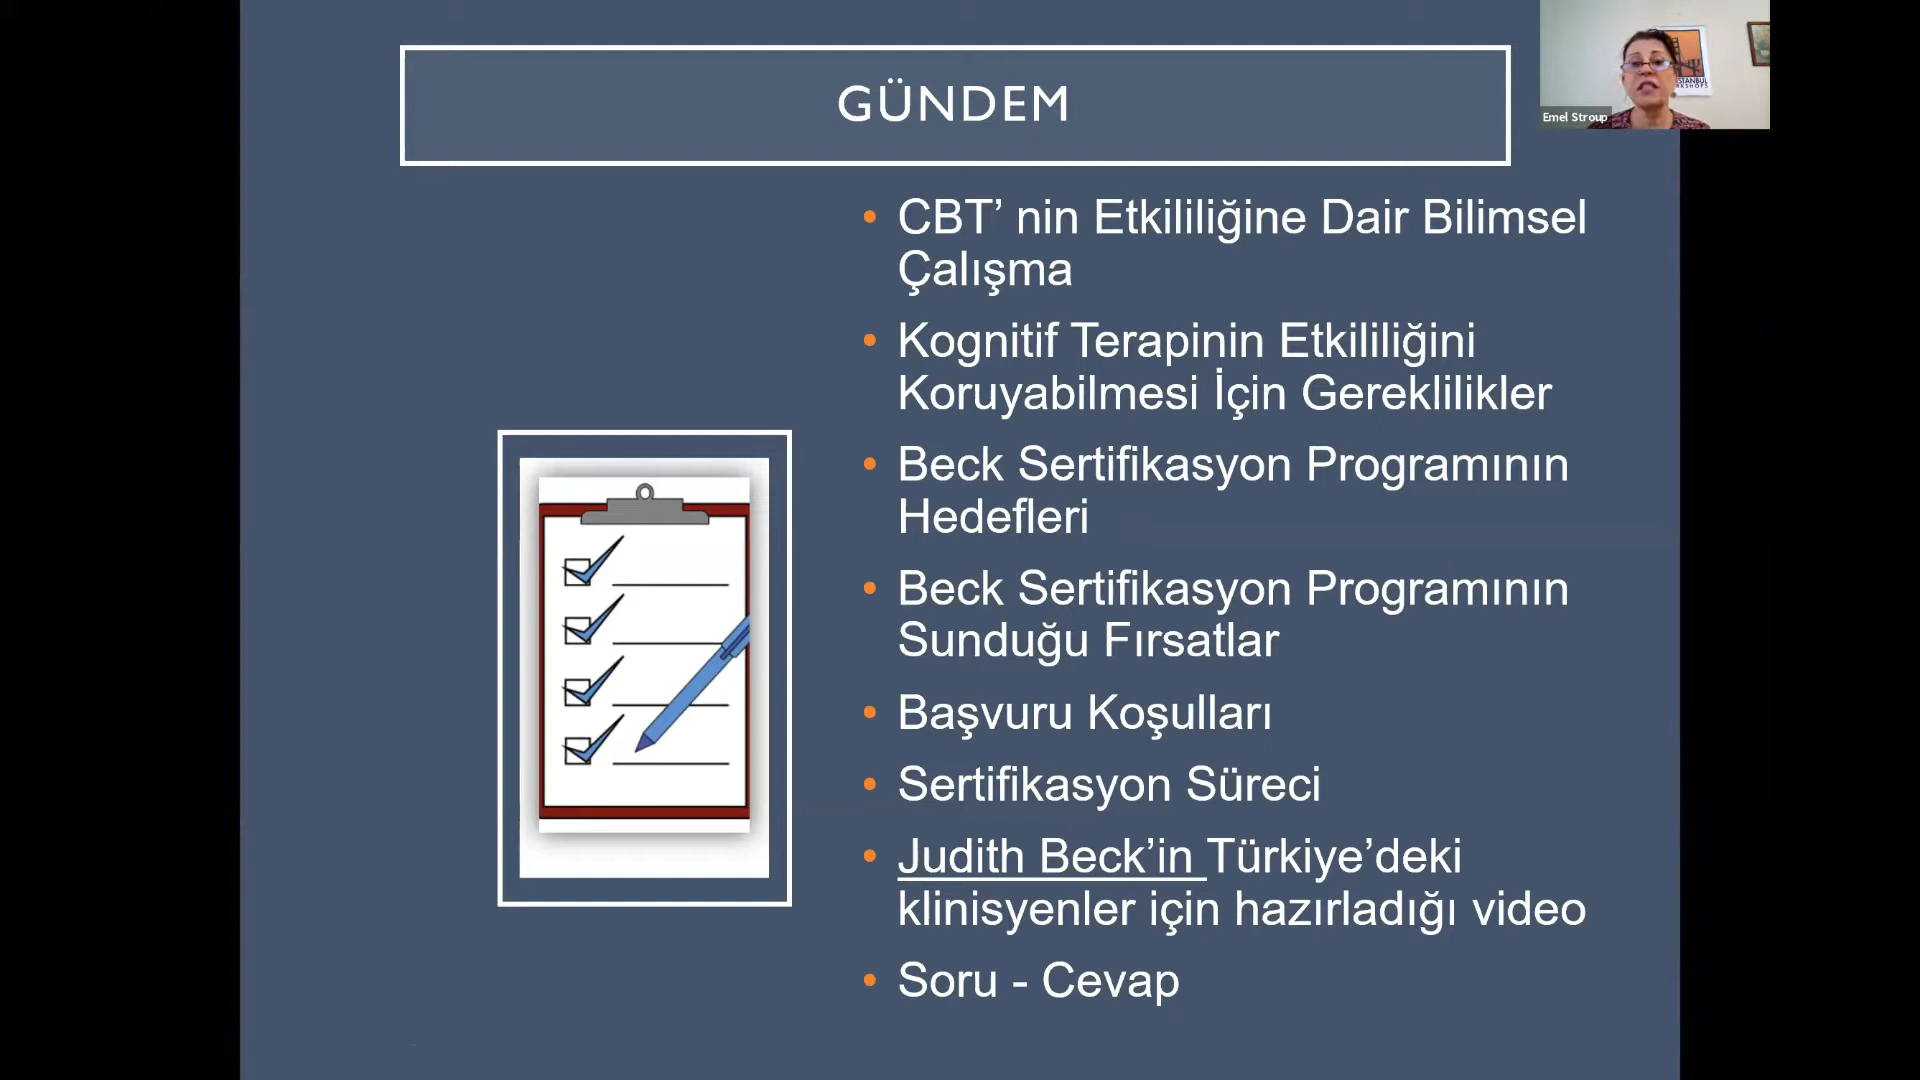 GÜNDEM
CBT’ nin Etkililiğine Dair Bilimsel
Çalışma
Kognitif Terapinin Etkililiğini
Koruyabilmesi İçin Gereklilikler
Beck Sertifikasyon Programının
Hedefleri
Beck Sertifikasyon Programının
Sunduğu Fırsatlar
Başvuru Koşulları
Sertifikasyon Süreci
Judith Beck’in Türkiye’deki
klinisyenler için hazırladığı video
Soru - Cevap
Emel Stroup